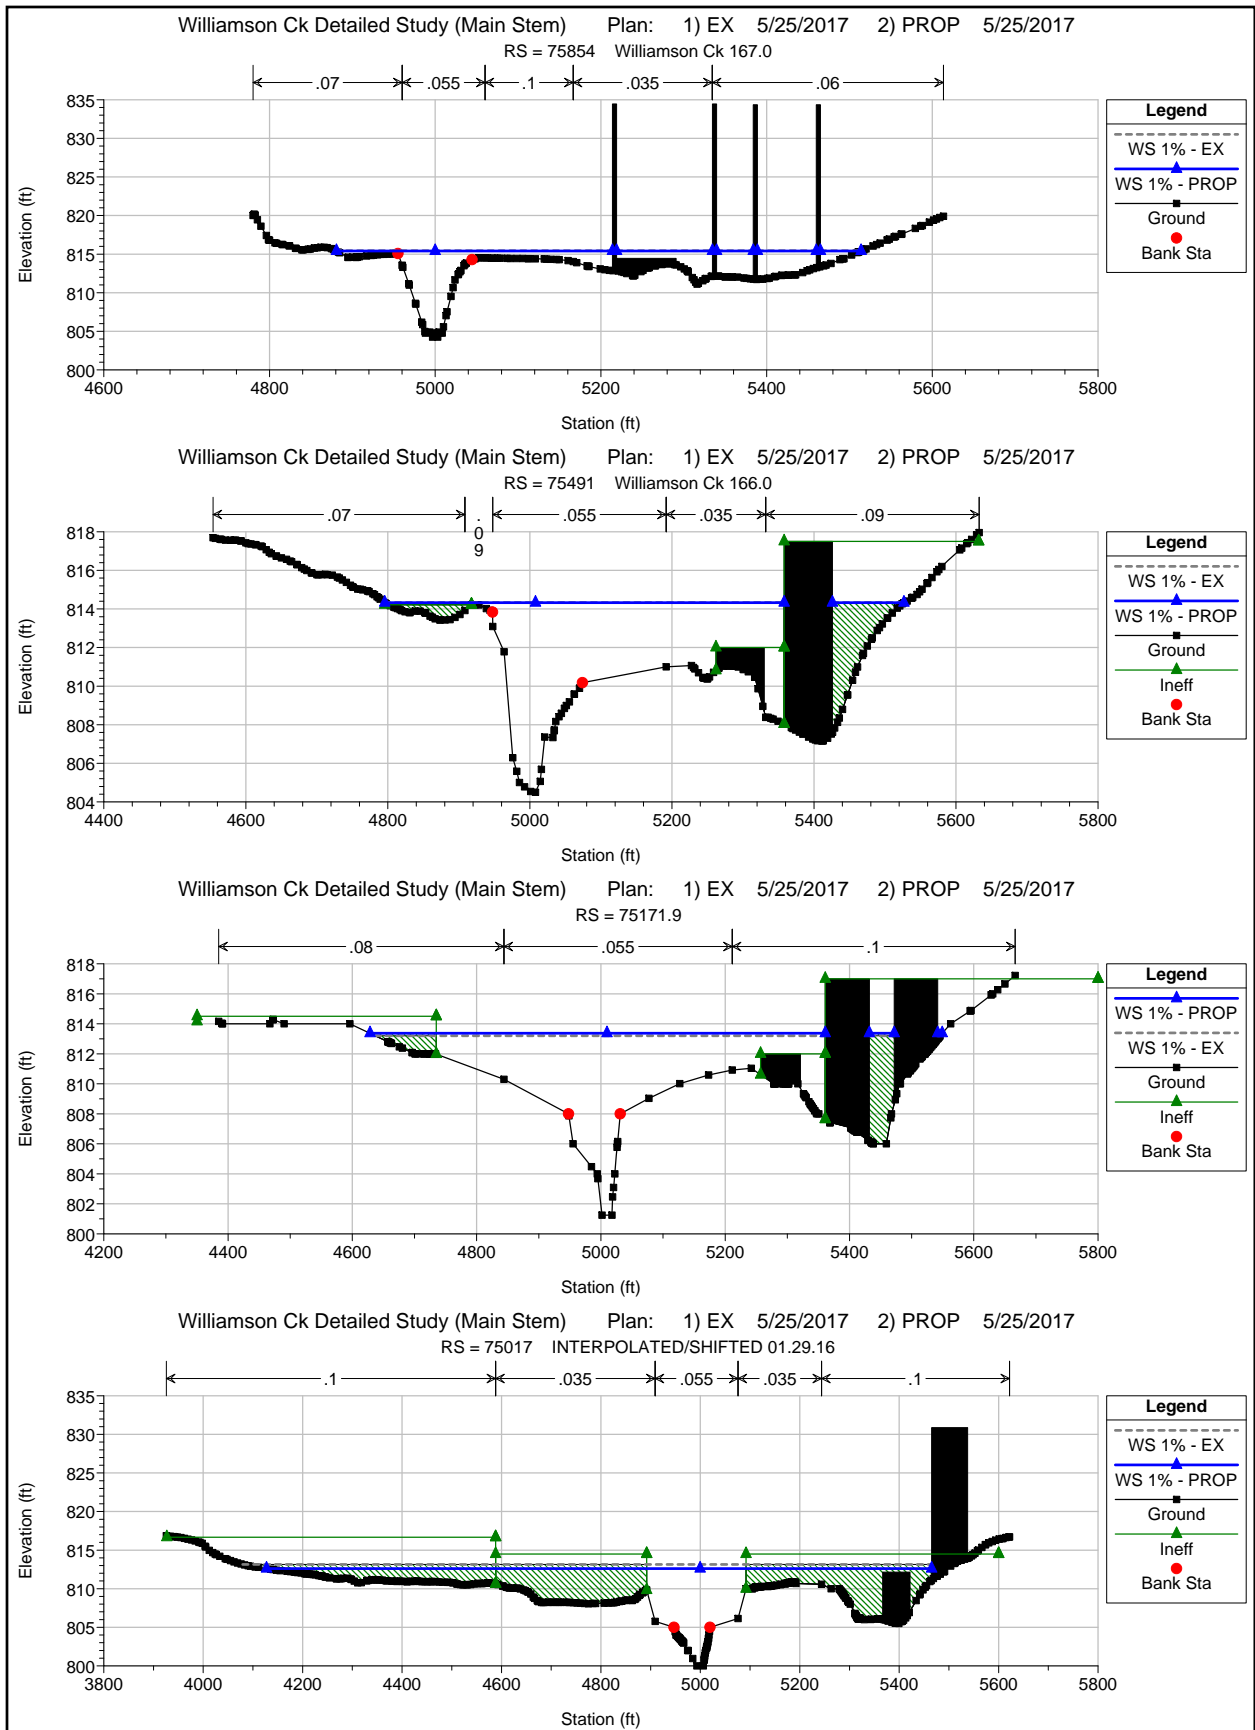 Williamson Ck Detailed Study (Main Stem) Plan: 1) EX 5/25/2017 2) PROP 5/25/2017
RS = 75854 Williamson Ck 167.0
.07 .055 .1 .035 .06
835
830
825
820
815
810
805
800
4600 4800 5000 5200 5400 5600 5800
Elevation (ft)
Station (ft)
Legend
WS 1% - EX
WS 1% - PROP
Ground
Bank Sta
Williamson Ck Detailed Study (Main Stem) Plan: 1) EX 5/25/2017 2) PROP 5/25/2017
RS = 75491 Williamson Ck 166.0
.07 .09 .055 .035 .09
818
816
814
812
810
808
806
804
4400 4600 4800 5000 5200 5400 5600 5800
Elevation (ft)
Station (ft)
Legend
WS 1% - EX
WS 1% - PROP
Ground
Ineff
Bank Sta
Williamson Ck Detailed Study (Main Stem) Plan: 1) EX 5/25/2017 2) PROP 5/25/2017
RS = 75171.9
.08 .055 .1
818
816
814
812
810
808
806
804
802
800
4200 4400 4600 4800 5000 5200 5400 5600 5800
Elevation (ft)
Station (ft)
Legend
WS 1% - PROP
WS 1% - EX
Ground
Ineff
Bank Sta
Williamson Ck Detailed Study (Main Stem) Plan: 1) EX 5/25/2017 2) PROP 5/25/2017
RS = 75017 INTERPOLATED/SHIFTED 01.29.16
.1 .035 .055 .035 .1
835
830
825
820
815
810
805
800
3800 4000 4200 4400 4600 4800 5000 5200 5400 5600 5800
Elevation (ft)
Station (ft)
Legend
WS 1% - EX
WS 1% - PROP
Ground
Ineff
Bank Sta